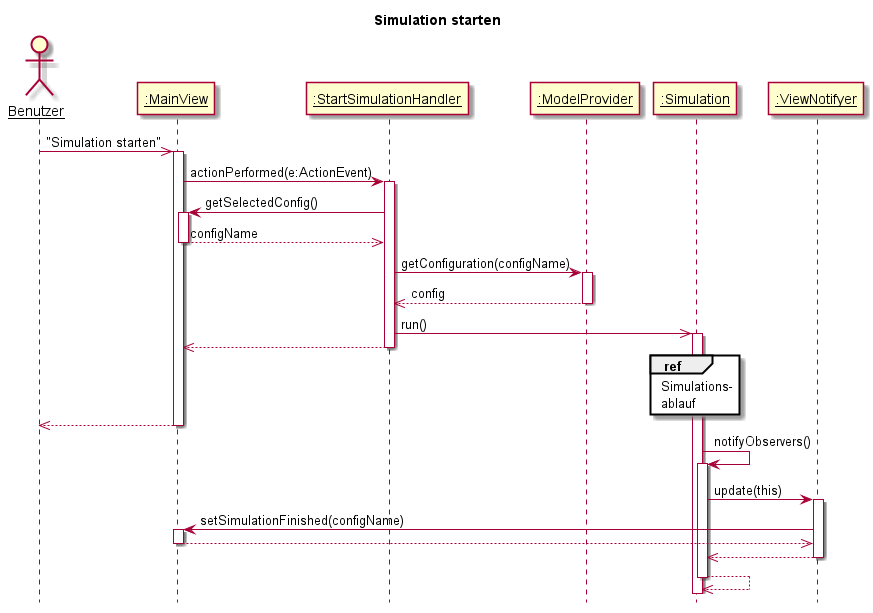 Simulation starten
Benutzer
:MainView
:StartSimulationHandler
:ModelProvider
:Simulation
:ViewNotifyer
"Simulation starten"
actionPerformed(e:ActionEvent)
getSelectedConfig()
configName
getConfiguration(configName)
config
run()
ref
Simulations-
ablauf
notifyObservers()
update(this)
setSimulationFinished(configName)